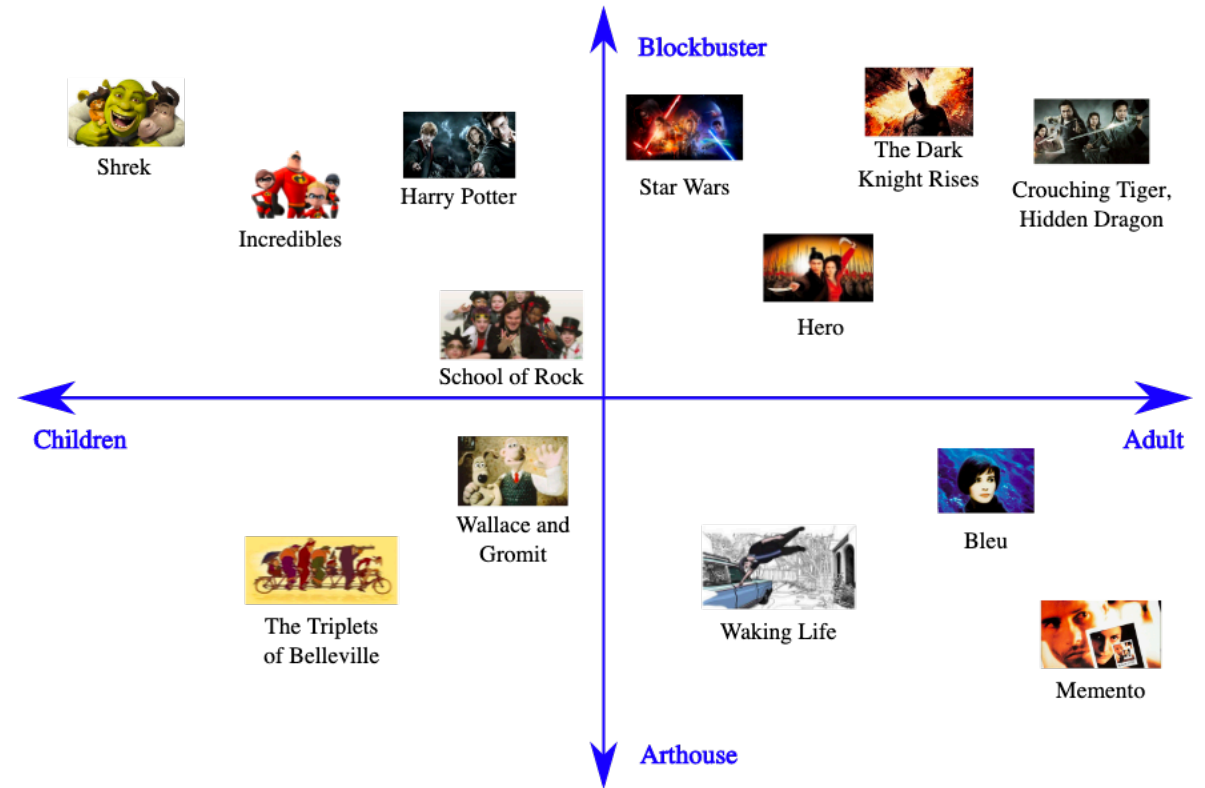 Blockbuster
Shrek
Incredibles
Harry Potter
School of Rock
Star Wars
The Dark
Knight Rises
Crouching Tiger,
Hidden Dragon
Hero
Children
Adult
Wallace and
Gromit
The Triplets
of Belleville
Bleu
Waking Life
Memento
Arthouse